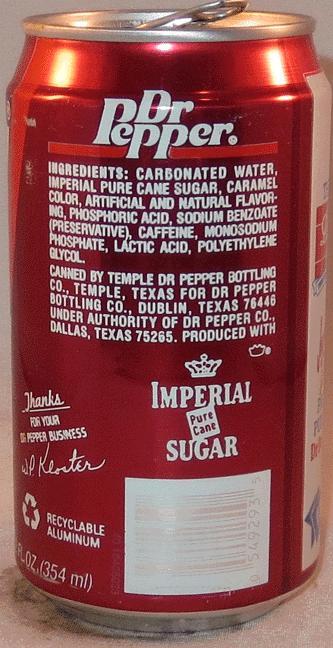 Dr
Pepper®
INGREDIENTS: CARBONATED WATER,
IMPERIAL PURE CANE SUGAR, CARAMEL
COLOR, ARTIFICIAL AND NATURAL FLAVOR-
ING, PHOSPHORIC ACID, SODIUM BENZOATE
(PRESERVATIVE), CAFFEINE, MONOSODIUM
PHOSPHATE, LACTIC ACID, POLYETHYLENE
GLYCOL.
CANNED BY TEMPLE DR PEPPER BOTTLING
CO., TEMPLE, TEXAS FOR DR PEPPER
BOTTLING CO., DUBLIN, TEXAS 76446
UNDER AUTHORITY OF DR PEPPER CO.,
DALLAS, TEXAS 75265. PRODUCED WITH
IMPERIAL
Pure
Cane
SUGAR
Thanks
FOR YOUR
DR PEPPER BUSINESS
W.P. Kloster
RECYCLABLE
ALUMINUM
FL.OZ.(354 ml)